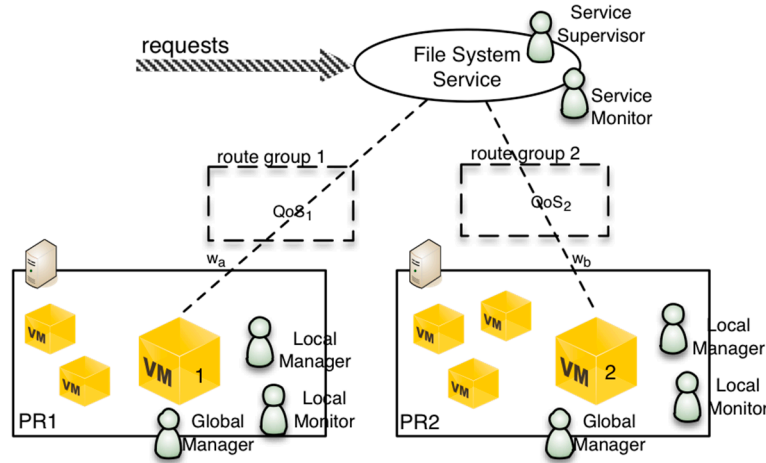 requests
File System
Service
Service
Supervisor
Service
Monitor
route group 1
QoS1
wa
route group 2
QoS2
wb
VM
VM
VM
1
Local
Manager
Local
Monitor
Global
Manager
PR1
VM
VM
VM
VM
2
Local
Manager
Local
Monitor
Global
Manager
PR2